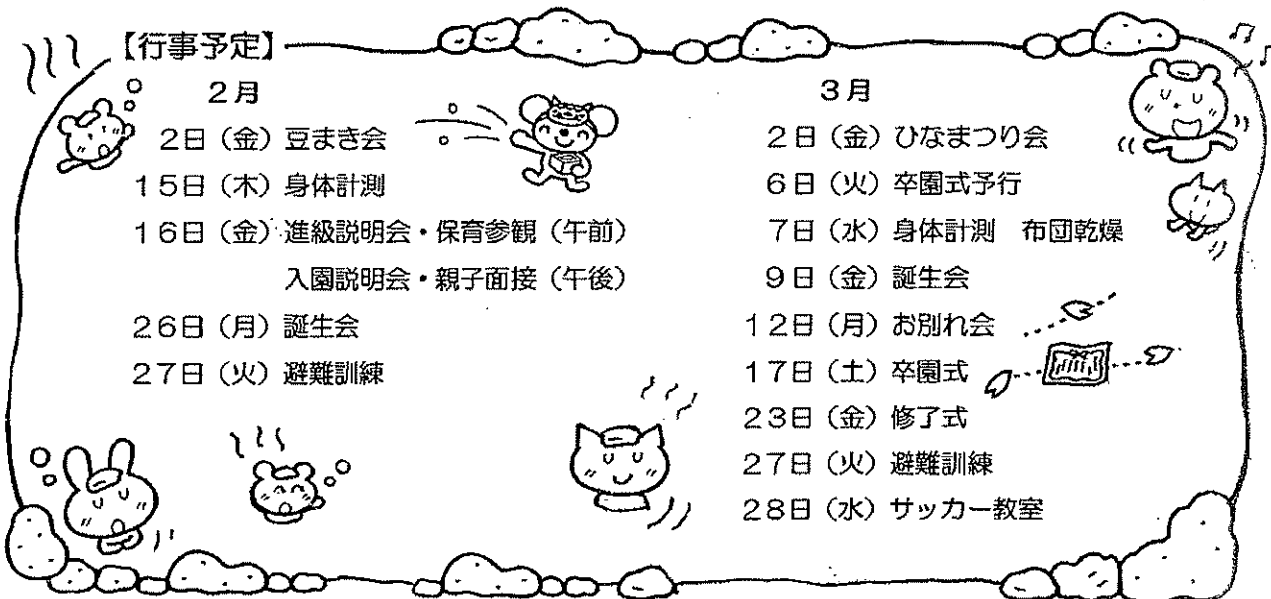 【行事予定】
2月
2日（金）豆まき会
15日（木）身体計測
16日（金）進級説明会・保育参観（午前）
入園説明会・親子面接（午後）
26日（月）誕生会
27日（火）避難訓練
3月
2日（金）ひなまつり会
6日（火）卒園式予行
7日（水）身体計測　布団乾燥
9日（金）誕生会
12日（月）お別れ会
17日（土）卒園式
23日（金）修了式
27日（火）避難訓練
28日（水）サッカー教室